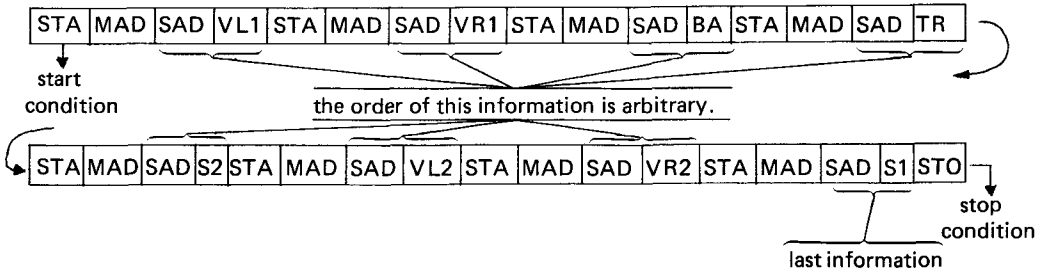 STA MAD SAD VL1 STA MAD SAD VR1 STA MAD SAD BA STA MAD SAD TR
start
condition
the order of this information is arbitrary.
STA MAD SAD S2 STA MAD SAD VL2 STA MAD SAD VR2 STA MAD SAD S1 STO
stop
condition
last information